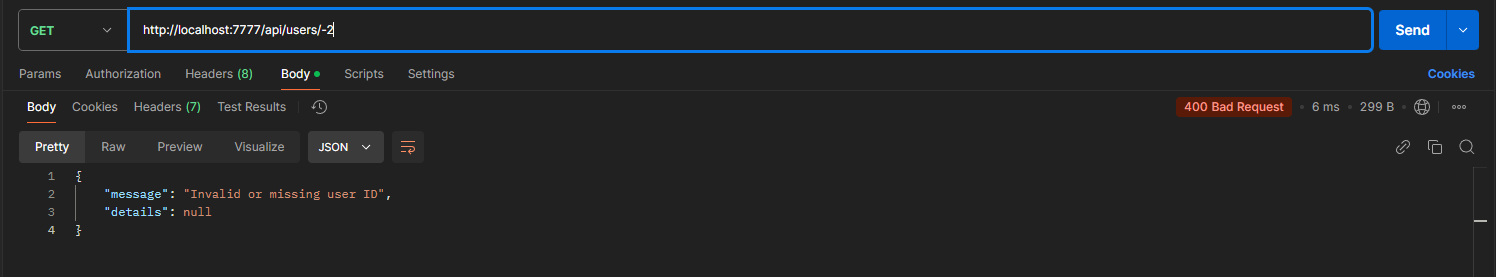 GET http://localhost:7777/api/users/-2 Send
Params Authorization Headers (8) Body Scripts Settings Cookies
Body Cookies Headers (7) Test Results 400 Bad Request • 6 ms • 299 B
Pretty Raw Preview Visualize JSON
1 {
2 "message": "Invalid or missing user ID",
3 "details": null
4 }